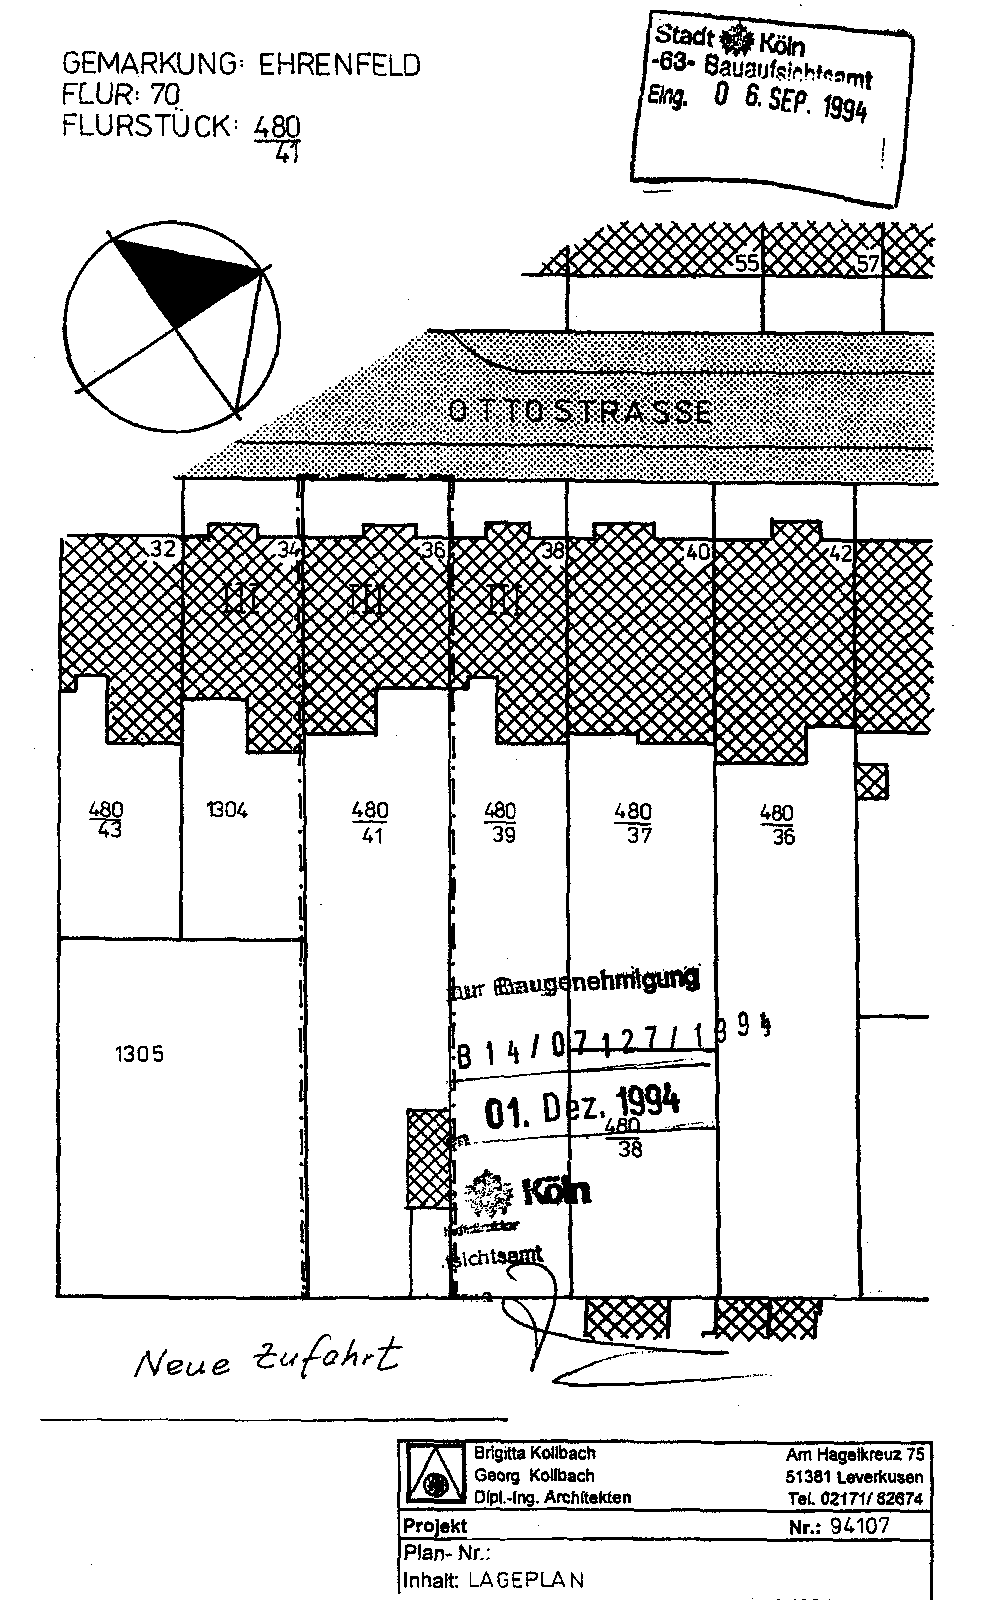 GEMARKUNG: EHRENFELD
FLUR: 70
FLURSTÜCK: 480
41
Stadt Köln
-63- Bauaufsichtsamt
Eing. 0 6. SEP. 1994
55 57
OTTOSTRASSE
32 34 36 38 40 42
III III III
480
43
1304
480
41
480
39
480
37
480
36
zur Baugenehmigung
B 14 / 07127 / 1994
1305
01. Dez. 1994
480
38
Köln
sichtsamt
Neue Zufahrt
Brigitta Kollbach Am Hagelkreuz 75
Georg Kollbach 51381 Leverkusen
Dipl.-Ing. Architekten Tel. 02171/ 82674
Projekt Nr.: 94107
Plan- Nr.:
Inhalt: LAGEPLAN